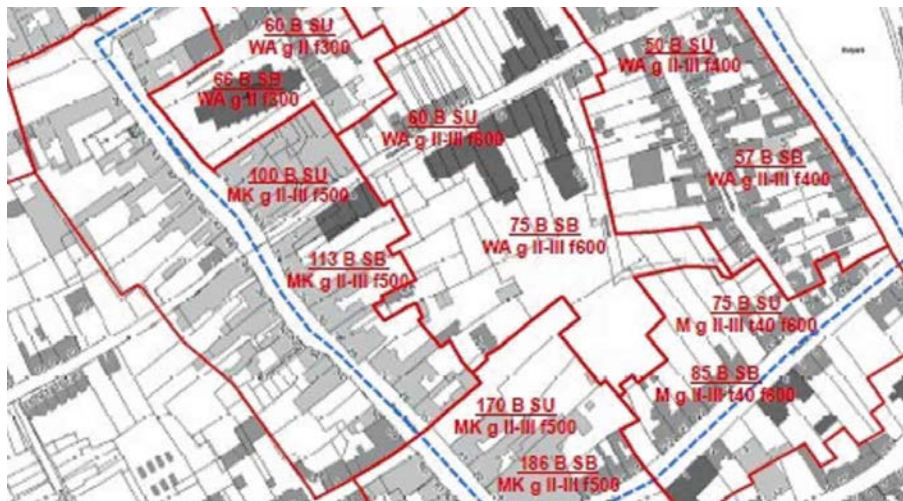 60 B SU
WA g II f300
66 B SB
WA g II f300
50 B SU
WA g II-III f400
60 B SU
WA g II-III f600
57 B SB
WA g II-III f400
100 B SU
MK g II-III f500
75 B SB
WA g II-III f600
113 B SB
MK g II-III f500
75 B SU
M g II-III t40 f600
85 B SB
M g II-III t40 f600
170 B SU
MK g II-III f500
186 B SB
MK g II-III f500